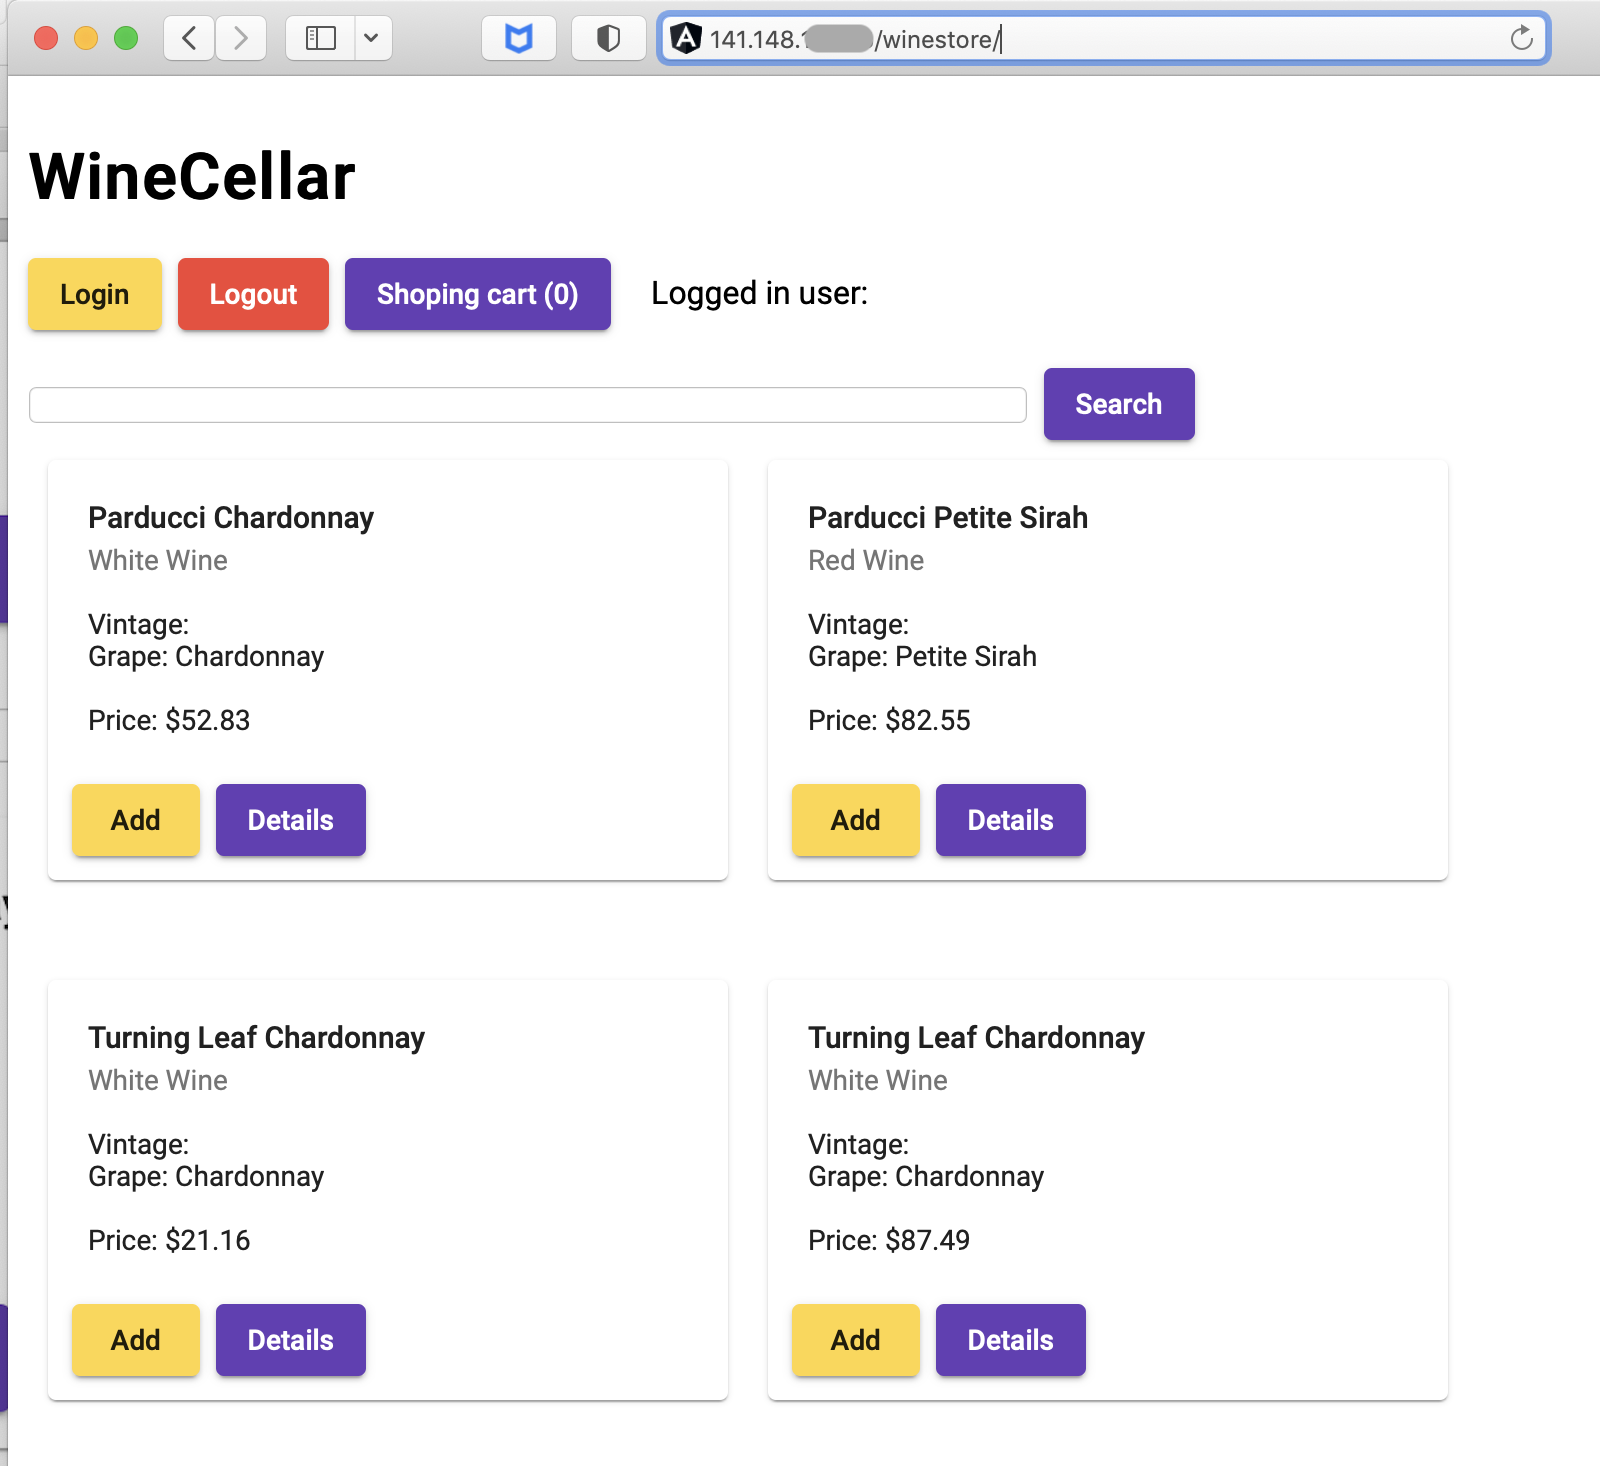 141.148. /winestore/
WineCellar
Login
Logout
Shoping cart (0)
Logged in user:
Search
Parducci Chardonnay
White Wine
Vintage:
Grape: Chardonnay
Price: $52.83
Add
Details
Parducci Petite Sirah
Red Wine
Vintage:
Grape: Petite Sirah
Price: $82.55
Add
Details
Turning Leaf Chardonnay
White Wine
Vintage:
Grape: Chardonnay
Price: $21.16
Add
Details
Turning Leaf Chardonnay
White Wine
Vintage:
Grape: Chardonnay
Price: $87.49
Add
Details